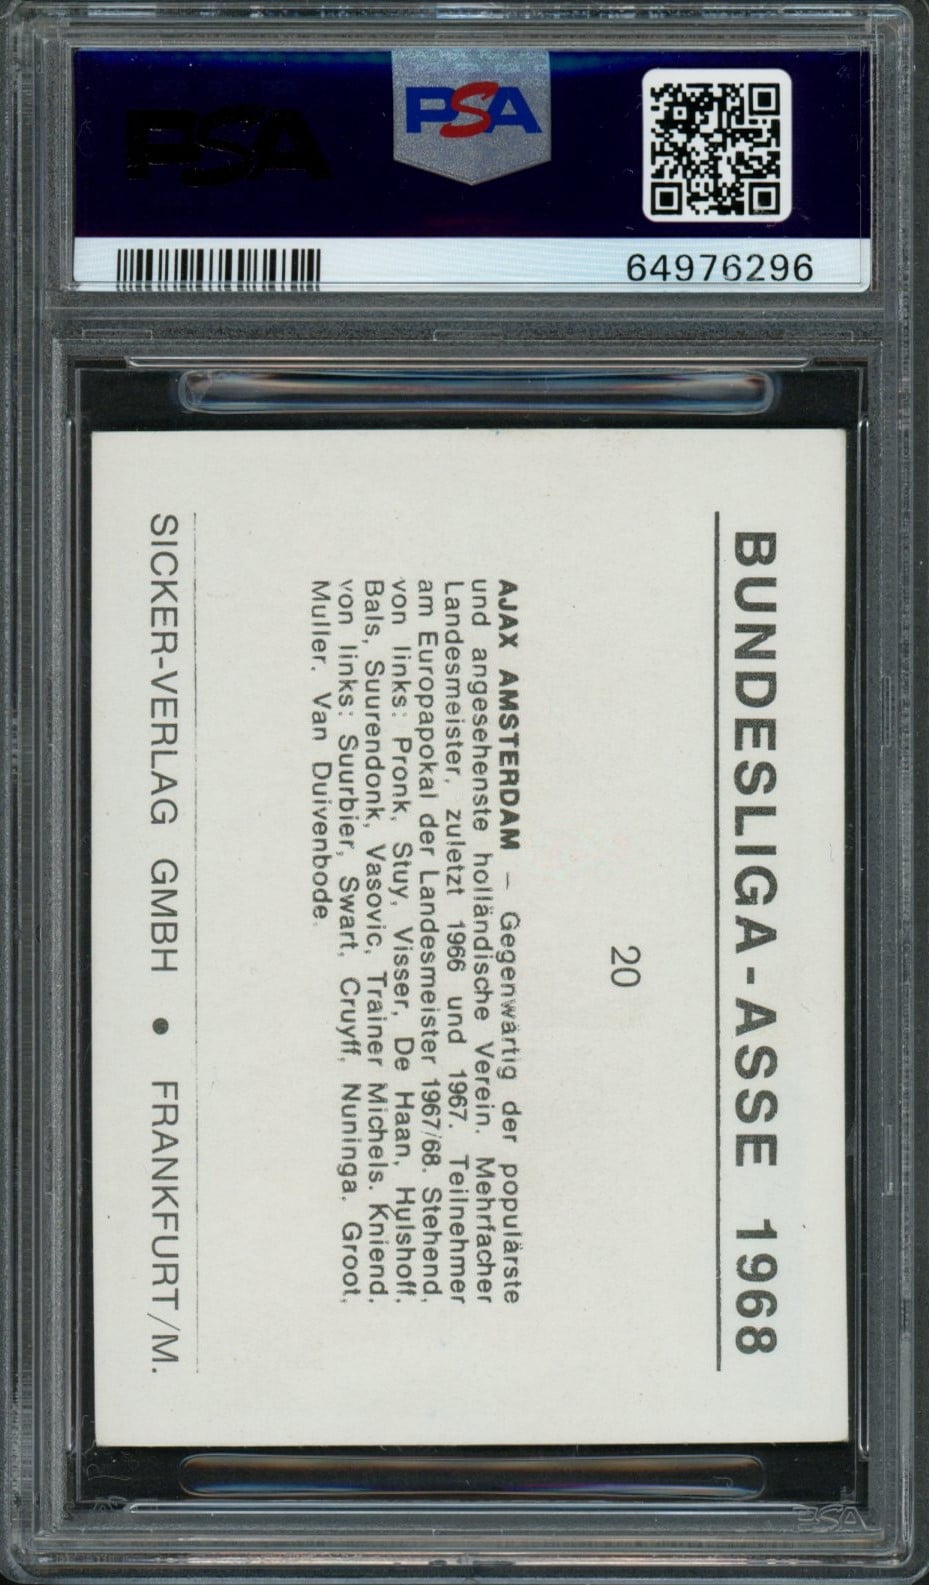 PSA
PSA
64976296
BUNDESLIGA-ASSE 1968
20
AJAX AMSTERDAM – Gegenwärtig der populärste
und angesehenste holländische Verein. Mehrfacher
Landesmeister, zuletzt 1966 und 1967. Teilnehmer
am Europapokal der Landesmeister 1967/68. Stehend,
von links: Pronk, Stuy, Visser, De Haan, Hulshoff,
Bals, Suurendonk, Vasovic, Trainer Michels. Kniend,
von links: Suurbier, Swart, Cruyff, Nuninga, Groot,
Muller, Van Duivenbode.
SICKER-VERLAG GMBH • FRANKFURT/M.
PSA